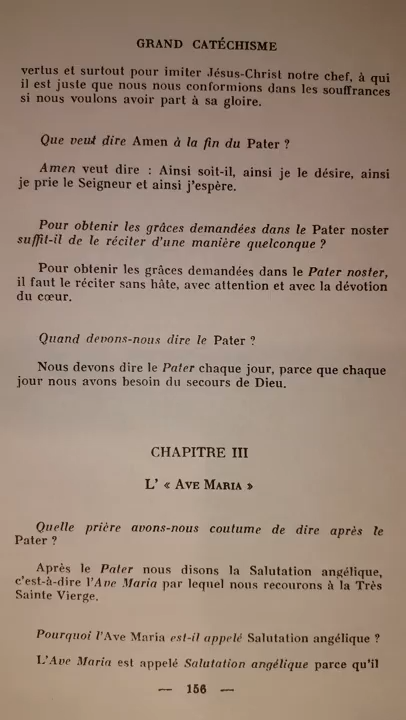 GRAND CATÉCHISME
vertus et surtout pour imiter Jésus-Christ notre chef, à qui
il est juste que nous nous conformions dans les souffrances
si nous voulons avoir part à sa gloire.
Que veut dire Amen à la fin du Pater ?
Amen veut dire : Ainsi soit-il, ainsi je le désire, ainsi
je prie le Seigneur et ainsi j'espère.
Pour obtenir les grâces demandées dans le Pater noster
suffit-il de le réciter d'une manière quelconque ?
Pour obtenir les grâces demandées dans le Pater noster,
il faut le réciter sans hâte, avec attention et avec la dévotion
du cœur.
Quand devons-nous dire le Pater ?
Nous devons dire le Pater chaque jour, parce que chaque
jour nous avons besoin du secours de Dieu.
CHAPITRE III
L' « AVE MARIA »
Quelle prière avons-nous coutume de dire après le
Pater ?
Après le Pater nous disons la Salutation angélique,
c'est-à-dire l'Ave Maria par lequel nous recourons à la Très
Sainte Vierge.
Pourquoi l'Ave Maria est-il appelé Salutation angélique ?
L'Ave Maria est appelé Salutation angélique parce qu'il
— 156 —